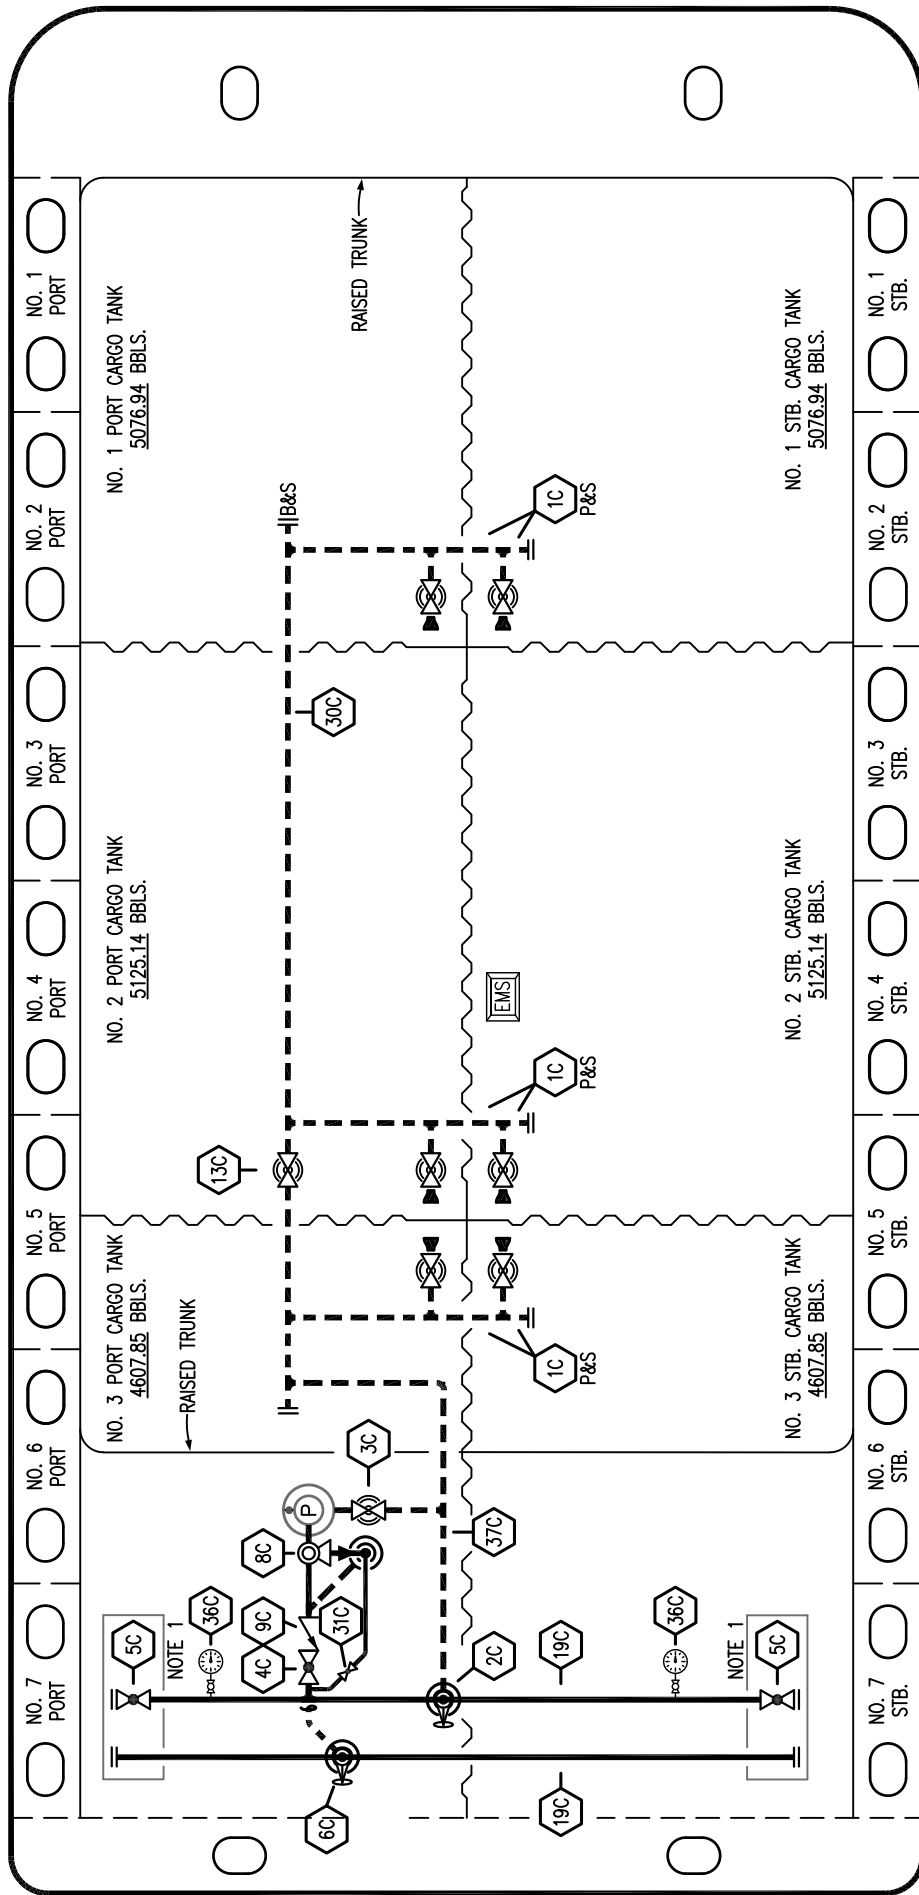 NO. 1
PORT
NO. 2
PORT
NO. 3
PORT
NO. 4
PORT
NO. 5
PORT
NO. 6
PORT
NO. 7
PORT
NO. 1 PORT CARGO TANK
5076.94 BBLS.
NO. 2 PORT CARGO TANK
5125.14 BBLS.
NO. 3 PORT CARGO TANK
4607.85 BBLS.
RAISED TRUNK
RAISED TRUNK
B&S
30C
13C
1C
P&S
1C
P&S
1C
P&S
EMS
3C
P
8C
9C
4C
31C
37C
2C
36C
5C
NOTE 1
6C
19C
19C
36C
NOTE 1
5C
NO. 1 STB. CARGO TANK
5076.94 BBLS.
NO. 2 STB. CARGO TANK
5125.14 BBLS.
NO. 3 STB. CARGO TANK
4607.85 BBLS.
NO. 1
STB.
NO. 2
STB.
NO. 3
STB.
NO. 4
STB.
NO. 5
STB.
NO. 6
STB.
NO. 7
STB.